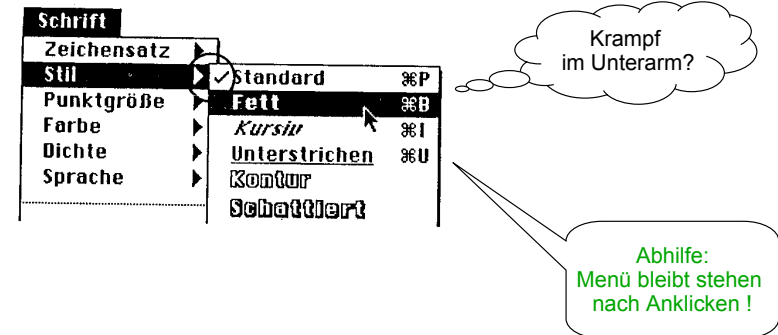 Schrift
Zeichensatz
Stil
Punktgröße
Farbe
Dichte
Sprache
✓Standard ⌘P
Fett ⌘B
Kursiv ⌘I
Unterstrichen ⌘U
Kontur
Schattiert
Krampf
im Unterarm?
Abhilfe:
Menü bleibt stehen
nach Anklicken !